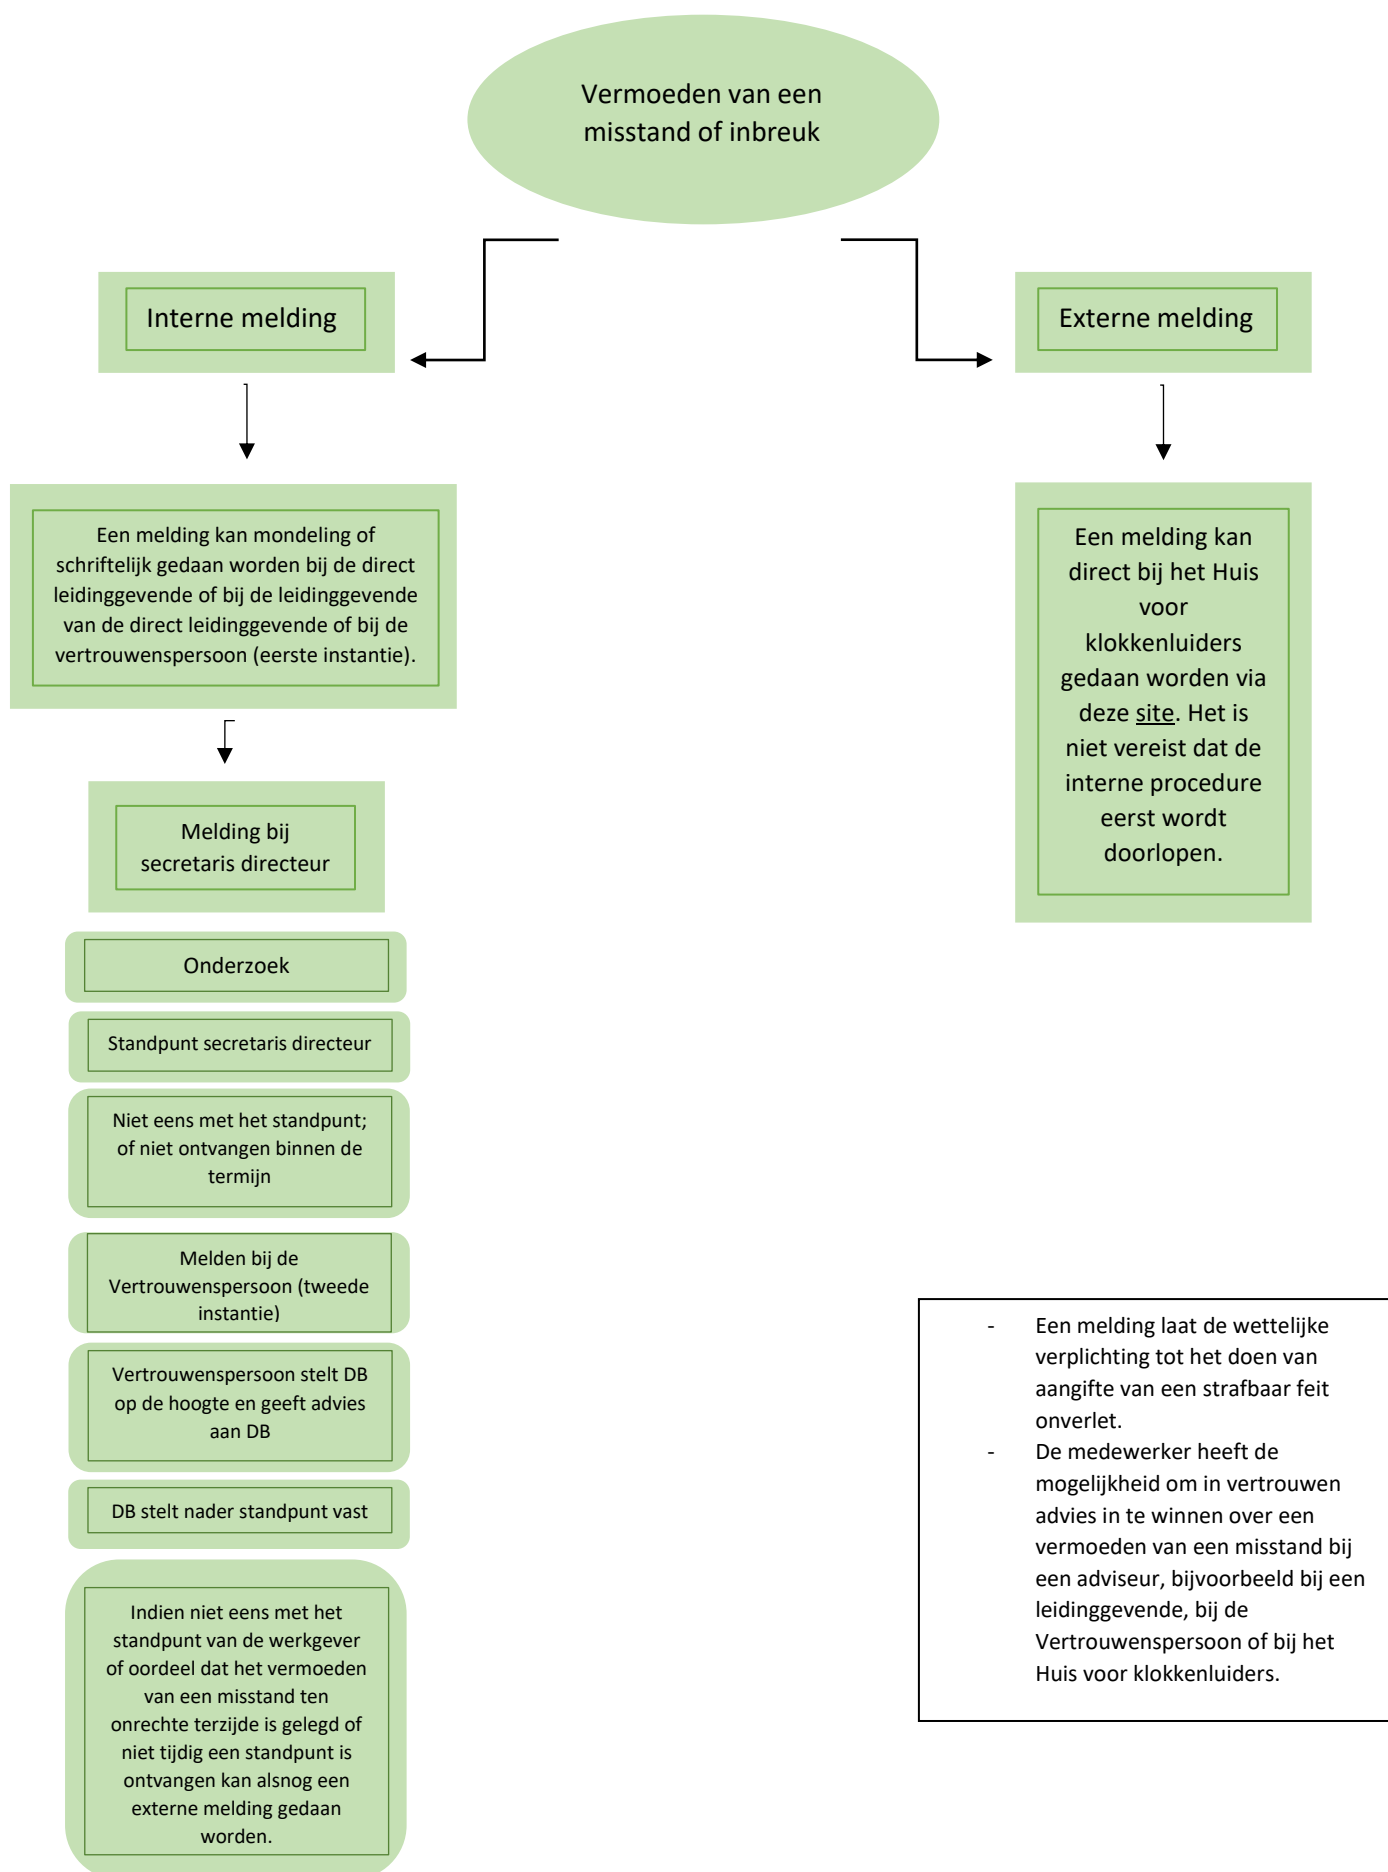 Vermoeden van een
misstand of inbreuk
Interne melding
Externe melding
Een melding kan mondeling of
schriftelijk gedaan worden bij de direct
leidinggevende of bij de leidinggevende
van de direct leidinggevende of bij de
vertrouwenspersoon (eerste instantie).
Een melding kan
direct bij het Huis
voor
klokkenluiders
gedaan worden via
deze site. Het is
niet vereist dat de
interne procedure
eerst wordt
doorlopen.
Melding bij
secretaris directeur
Onderzoek
Standpunt secretaris directeur
Niet eens met het standpunt;
of niet ontvangen binnen de
termijn
Melden bij de
Vertrouwenspersoon (tweede
instantie)
Vertrouwenspersoon stelt DB
op de hoogte en geeft advies
aan DB
DB stelt nader standpunt vast
Indien niet eens met het
standpunt van de werkgever
of oordeel dat het vermoeden
van een misstand ten
onrechte terzijde is gelegd of
niet tijdig een standpunt is
ontvangen kan alsnog een
externe melding gedaan
worden.
- Een melding laat de wettelijke
verplichting tot het doen van
aangifte van een strafbaar feit
onverlet.
- De medewerker heeft de
mogelijkheid om in vertrouwen
advies in te winnen over een
vermoeden van een misstand bij
een adviseur, bijvoorbeeld bij een
leidinggevende, bij de
Vertrouwenspersoon of bij het
Huis voor klokkenluiders.